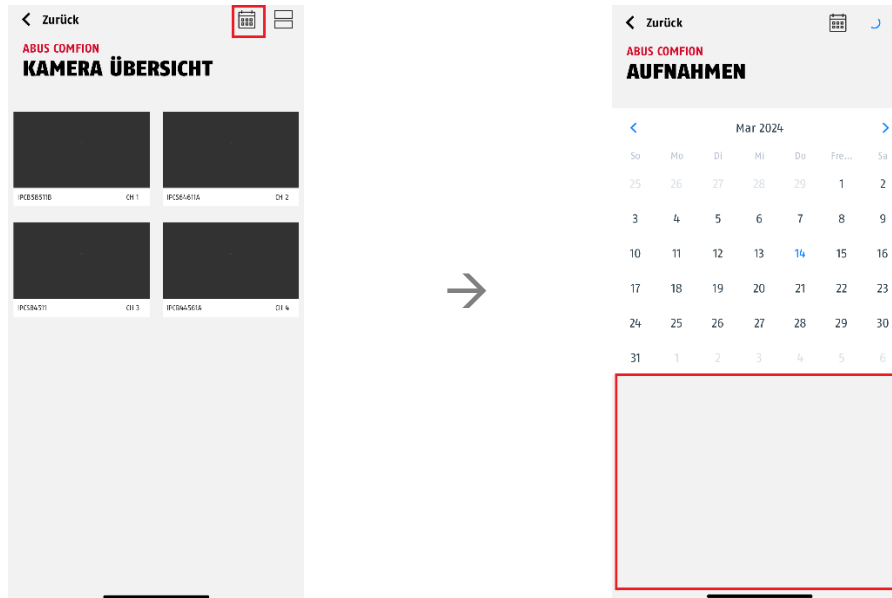 Zurück
ABUS COMFION
KAMERA ÜBERSICHT
IPCB58511B CH 1
IPCS84611A CH 2
IPCS84511 CH 3
IPCB44561A CH 4
Zurück
ABUS COMFION
AUFNAHMEN
Mar 2024
So Mo Di Mi Do Fre... Sa
25 26 27 28 29 1 2
3 4 5 6 7 8 9
10 11 12 13 14 15 16
17 18 19 20 21 22 23
24 25 26 27 28 29 30
31 1 2 3 4 5 6